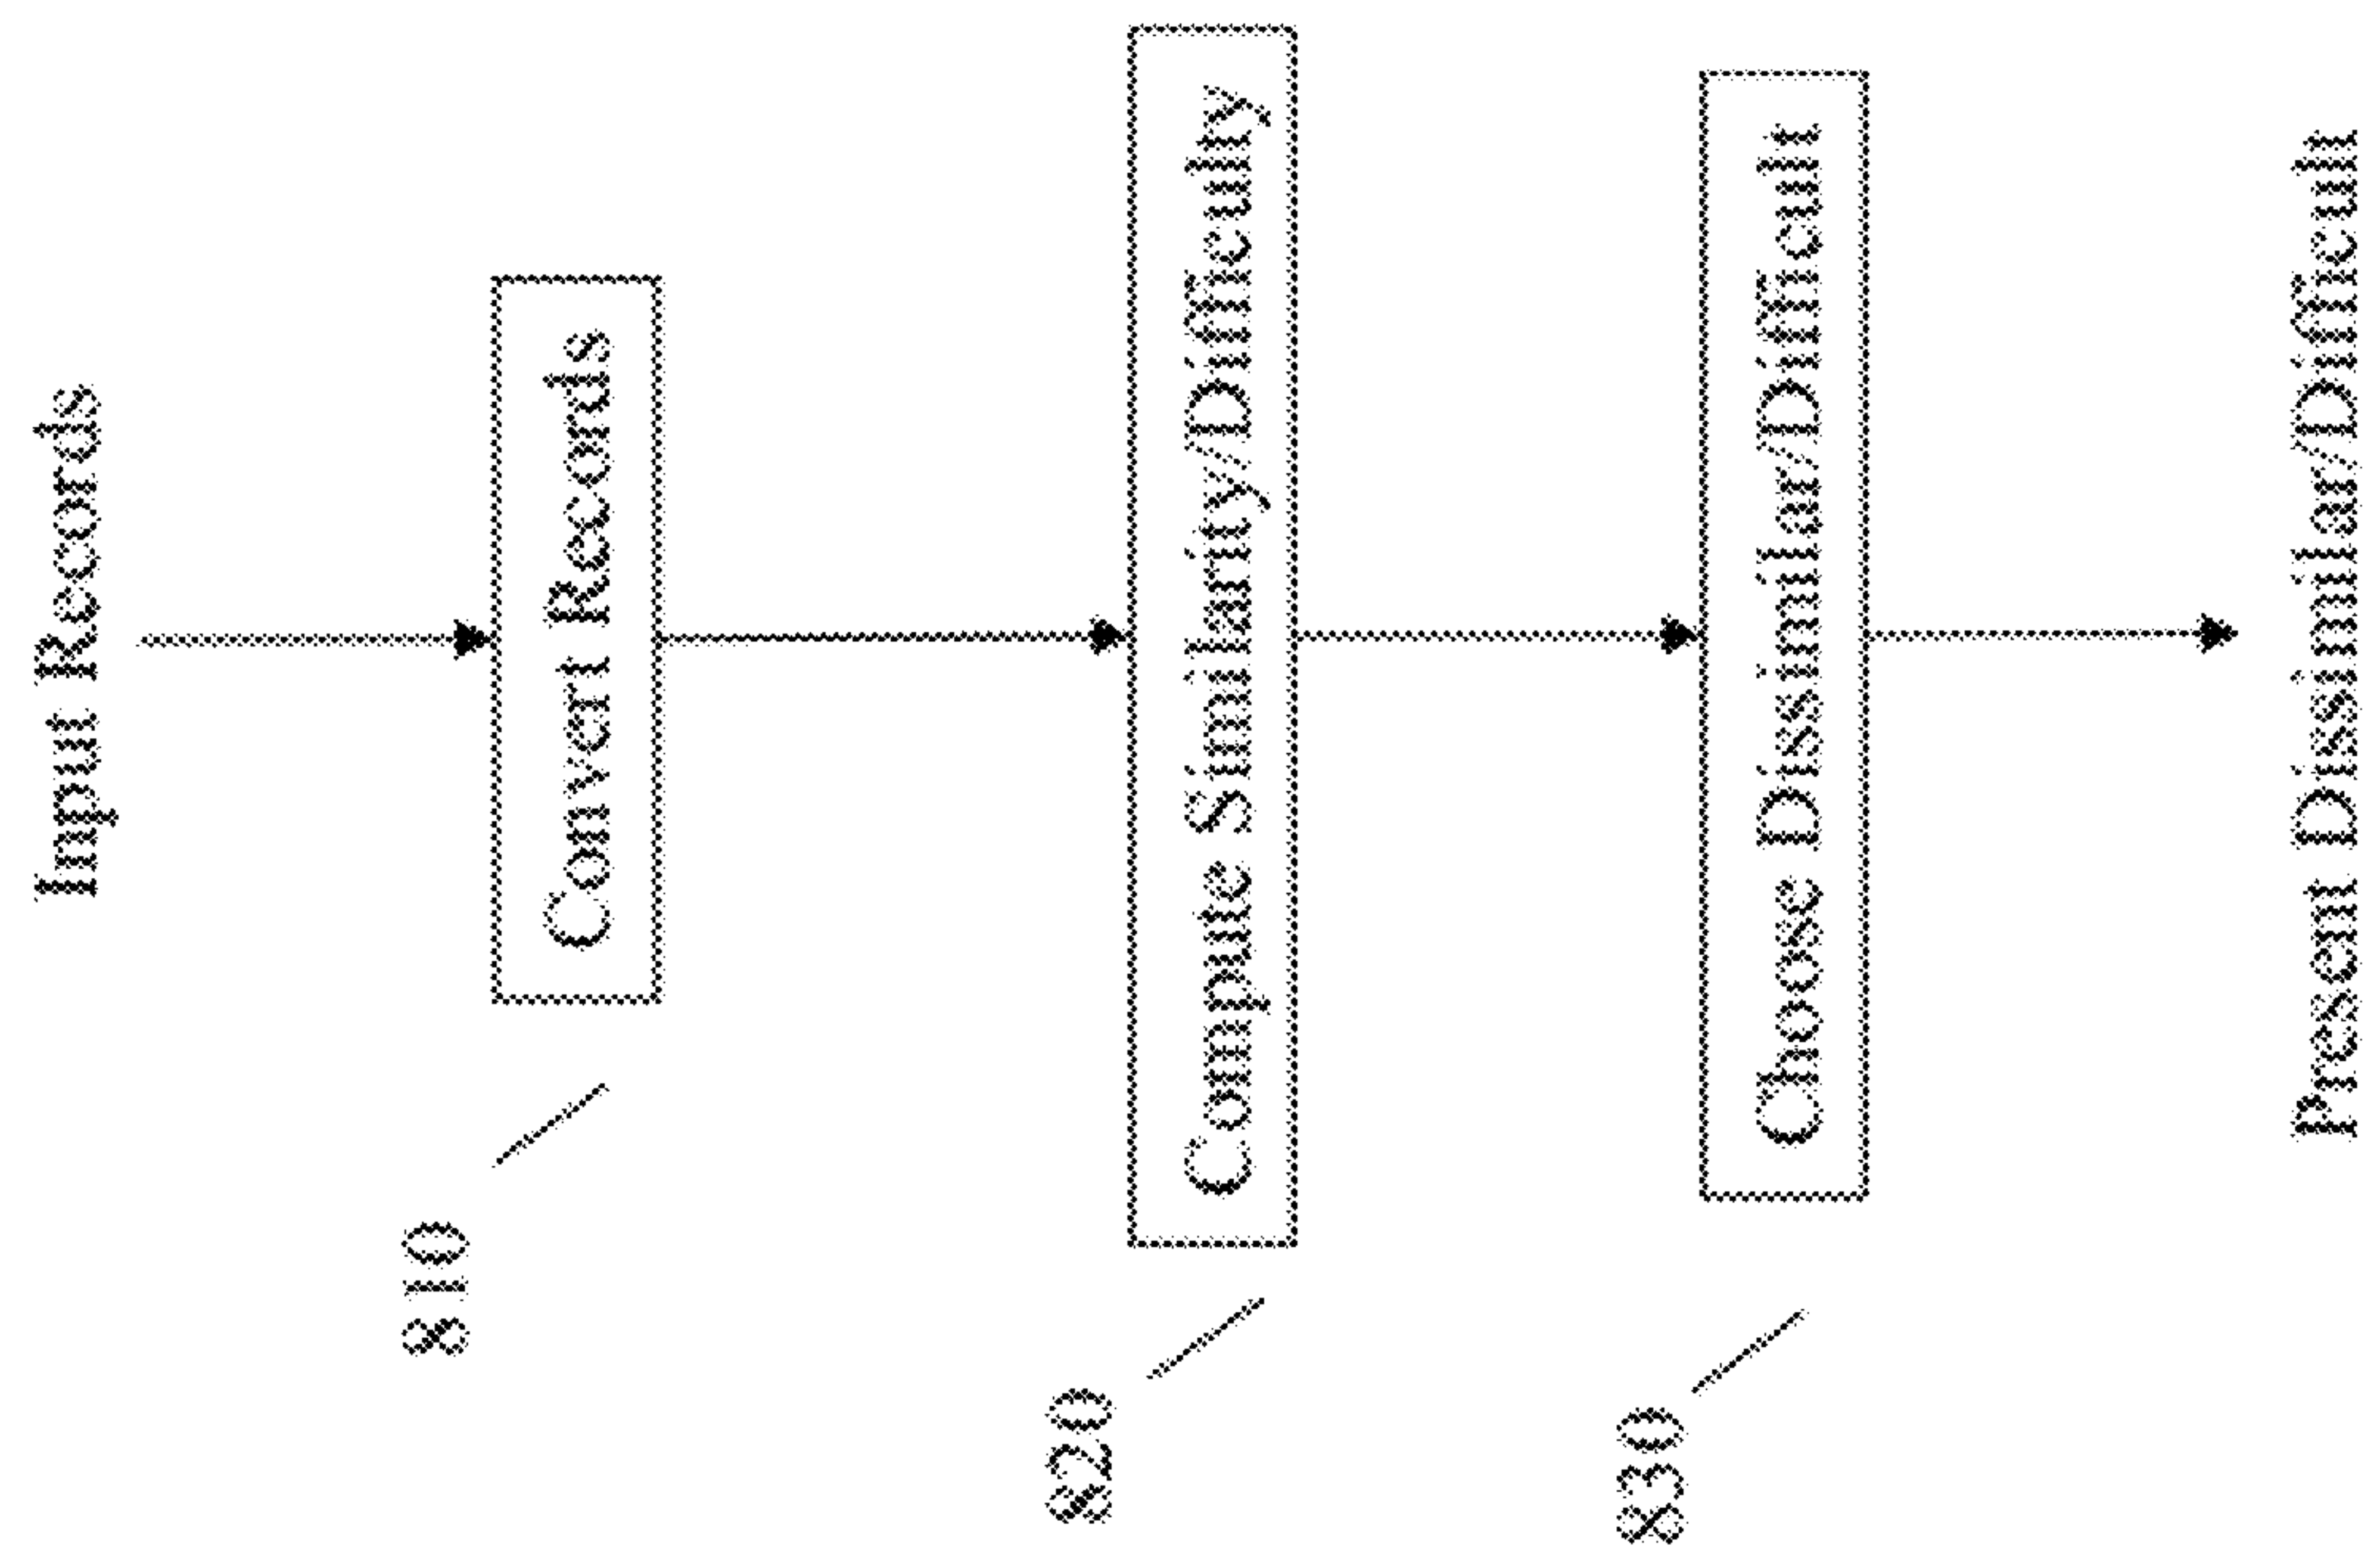 Input Records
810
Convert Records
820
Compute Similarity/Difficulty
830
Choose Dissimilar/Difficult
Present Dissimilar/Difficult